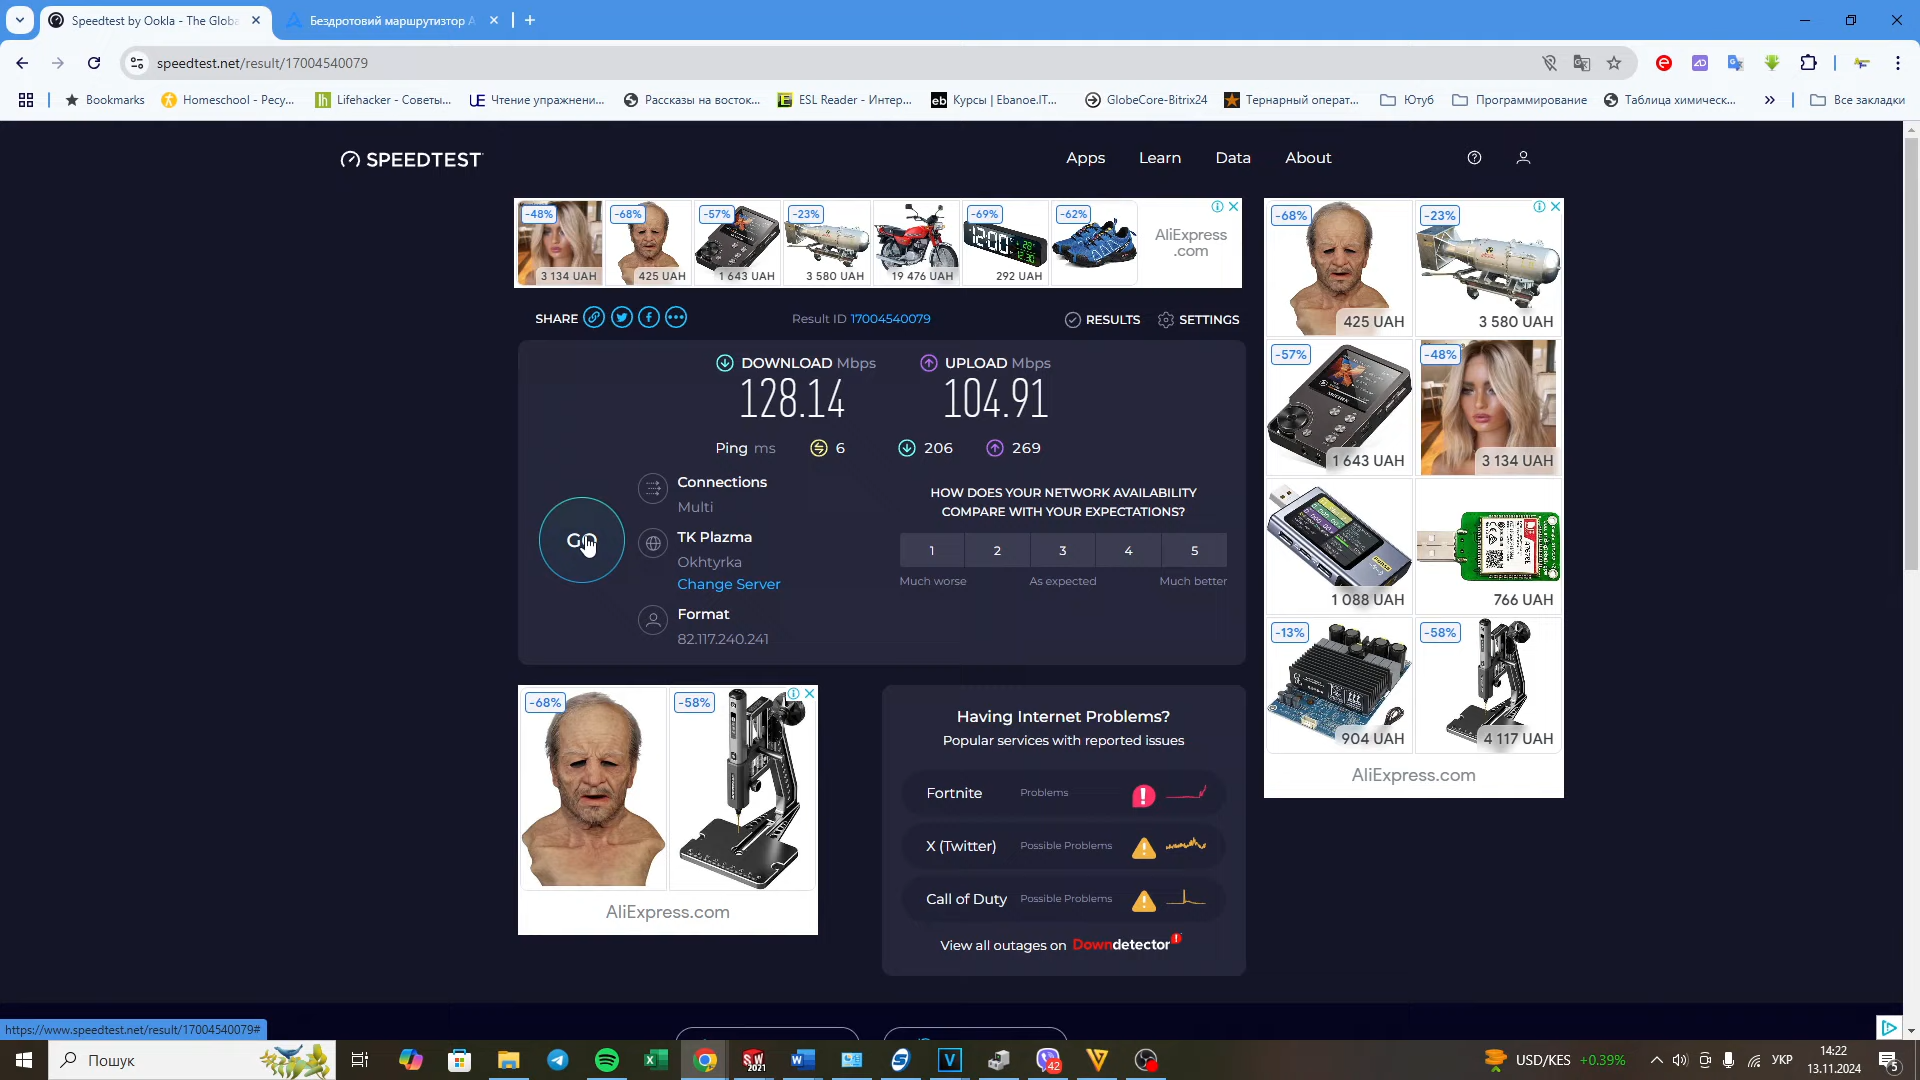 Speedtest by Ookla - The Globa
Бездротовий маршрутизтор A
speedtest.net/result/17004540079
Bookmarks
Homeschool - Ресу...
Lifehacker - Советы...
Чтение упражнени...
Рассказы на восток...
ESL Reader - Интер...
Курсы | Ebanoe.IT...
GlobeCore-Bitrix24
Тернарный operат...
Ютуб
Программирование
Таблица химическ...
Все закладки
SPEEDTEST
Apps
Learn
Data
About
-48%
3 134 UAH
-68%
425 UAH
-57%
1 643 UAH
-23%
3 580 UAH
19 476 UAH
-69%
292 UAH
-62%
AliExpress
.com
SHARE
Result ID 17004540079
RESULTS
SETTINGS
DOWNLOAD Mbps
128.14
UPLOAD Mbps
104.91
Ping ms
6
206
269
GO
Connections
Multi
TK Plazma
Okhtyrka
Change Server
Format
82.117.240.241
HOW DOES YOUR NETWORK AVAILABILITY
COMPARE WITH YOUR EXPECTATIONS?
1 2 3 4 5
Much worse
As expected
Much better
-68%
-58%
AliExpress.com
Having Internet Problems?
Popular services with reported issues
Fortnite
Problems
X (Twitter)
Possible Problems
Call of Duty
Possible Problems
View all outages on Downdetector
-68%
425 UAH
-23%
3 580 UAH
-57%
1 643 UAH
-48%
3 134 UAH
1 088 UAH
766 UAH
-13%
904 UAH
-58%
4 117 UAH
AliExpress.com
https://www.speedtest.net/result/17004540079#
Пошук
2021
42
USD/KES +0.39%
УКР
14:22
13.11.2024
5